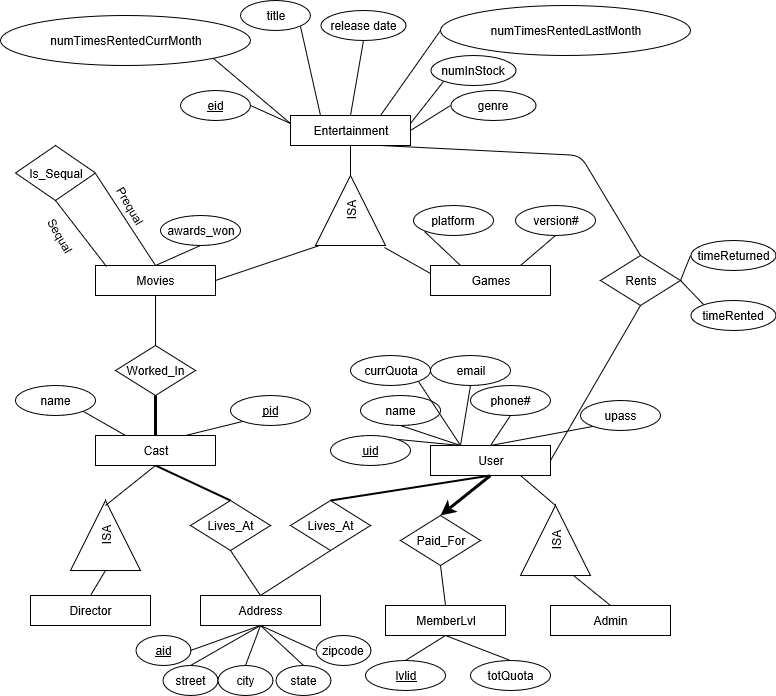 title
release date
numTimesRentedCurrMonth
numTimesRentedLastMonth
numInStock
eid
genre
Entertainment
Is_Sequal
Prequal
Sequal
ISA
awards_won
platform
version#
timeReturned
Movies
Games
Rents
timeRented
Worked_In
currQuota
email
name
pid
name
phone#
upass
Cast
uid
User
ISA
Lives_At
Lives_At
Paid_For
ISA
Director
Address
MemberLvl
Admin
aid
zipcode
street
city
state
lvlid
totQuota